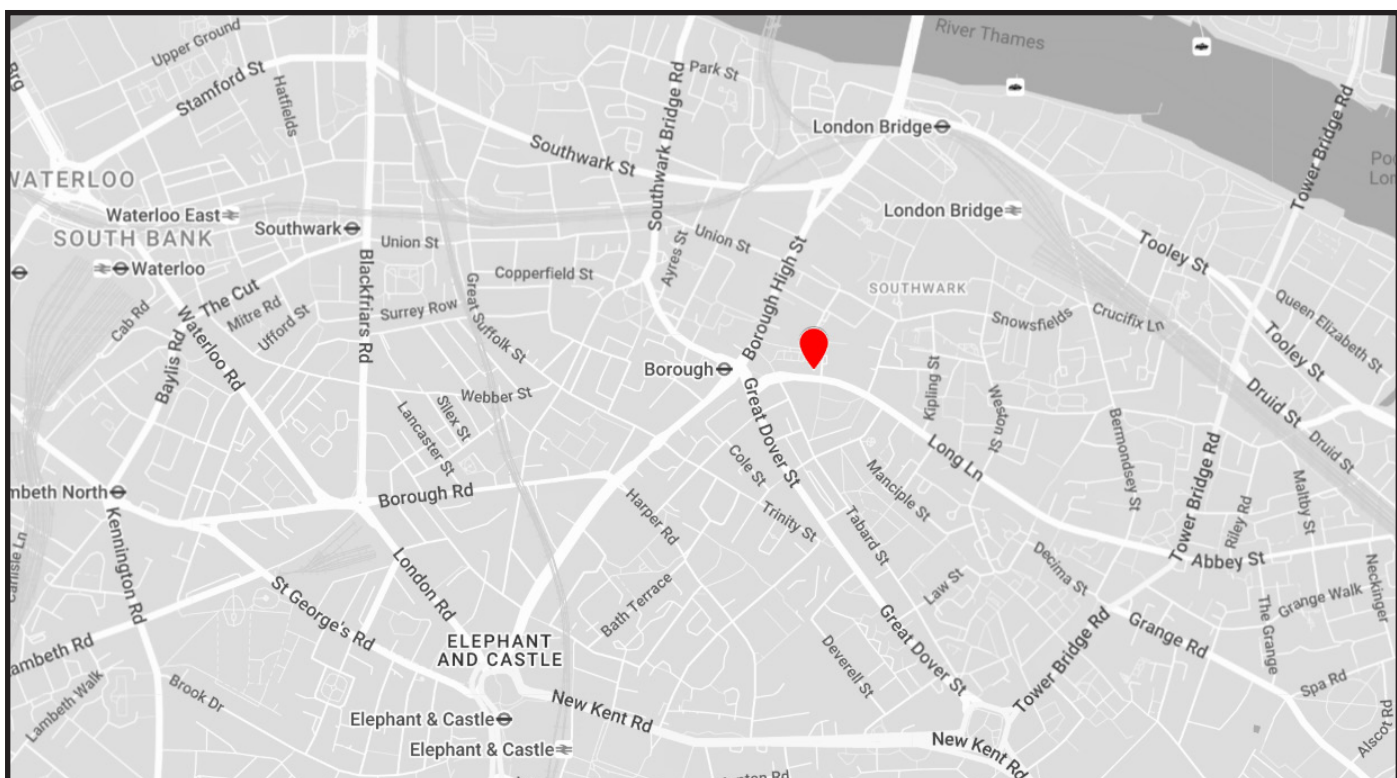 River Thames
Upper Ground
Brg
Stamford St
Hatfields
Park St
Southwark Bridge Rd
London Bridge
Tower Bridge Rd
Southwark St
WATERLOO
Waterloo East
SOUTH BANK
Southwark
Union St
Union St
London Bridge
Tooley St
Waterloo
Copperfield St
Ayres St
Borough High St
SOUTHWARK
The Cut
Mitre Rd
Ufford St
Cab Rd
Blackfriars Rd
Surrey Row
Great Suffolk St
Snowsfields
Crucifix Ln
Queen Elizabeth St
Tooley St
Baylis Rd
Waterloo Rd
Borough
Kipling St
Weston St
Druid St
Webber St
Silex St
Lancaster St
Great Dover St
Long Ln
Bermondsey St
Druid St
Cole St
Manciple St
Tower Bridge Rd
Maltby St
mbeth North
Borough Rd
Harper Rd
Trinity St
Tabard St
Riley Rd
Kennington Rd
Carlisle Ln
London Rd
Decima St
Abbey St
Neckinger
St George's Rd
Bath Terrace
Law St
The Grange
Grange Walk
ambeth Rd
ELEPHANT
AND CASTLE
Great Dover St
Tower Bridge Rd
Grange Rd
Lambeth Walk
Brook Dr
Deverell St
Spa Rd
New Kent Rd
Elephant & Castle
Elephant & Castle
New Kent Rd
Alscot Rd